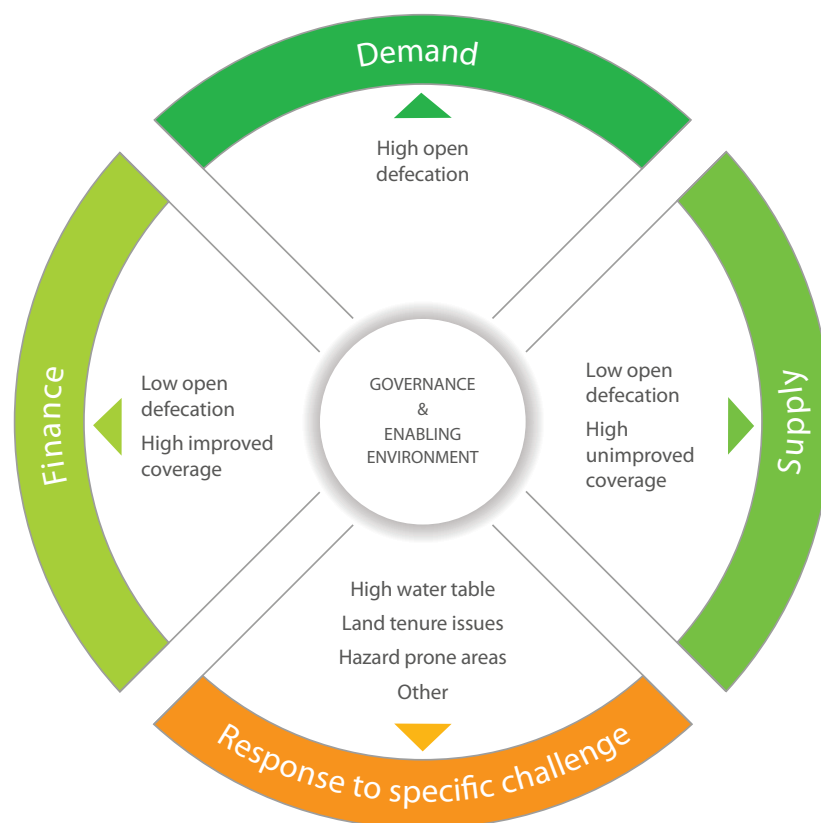 Demand
High open
defecation
Finance
Low open
defecation
High improved
coverage
GOVERNANCE
&
ENABLING
ENVIRONMENT
Low open
defecation
High
unimproved
coverage
Supply
High water table
Land tenure issues
Hazard prone areas
Other
Response to specific challenge